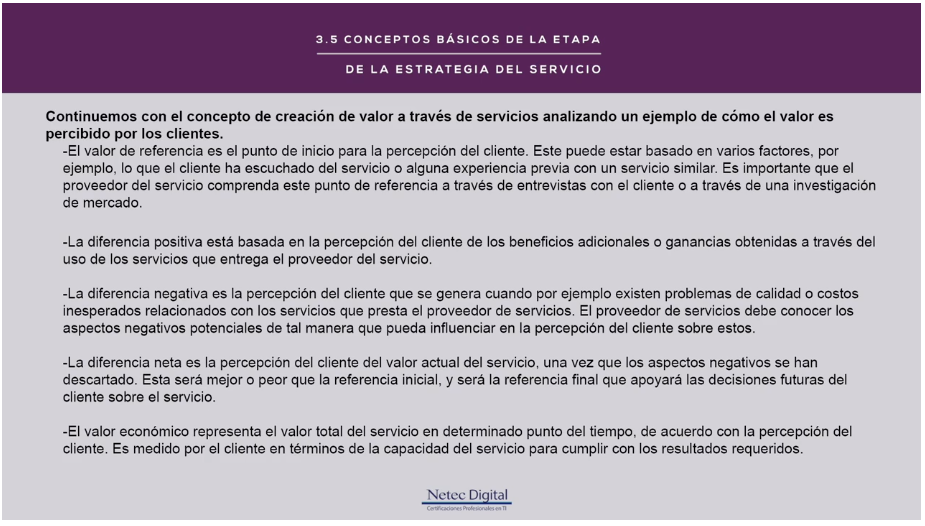 3.5 CONCEPTOS BÁSICOS DE LA ETAPA
DE LA ESTRATEGIA DEL SERVICIO
Continuemos con el concepto de creación de valor a través de servicios analizando un ejemplo de cómo el valor es
percibido por los clientes.
-El valor de referencia es el punto de inicio para la percepción del cliente. Este puede estar basado en varios factores, por
ejemplo, lo que el cliente ha escuchado del servicio o alguna experiencia previa con un servicio similar. Es importante que el
proveedor del servicio comprenda este punto de referencia a través de entrevistas con el cliente o a través de una investigación
de mercado.
-La diferencia positiva está basada en la percepción del cliente de los beneficios adicionales o ganancias obtenidas a través del
uso de los servicios que entrega el proveedor del servicio.
-La diferencia negativa es la percepción del cliente que se genera cuando por ejemplo existen problemas de calidad o costos
inesperados relacionados con los servicios que presta el proveedor de servicios. El proveedor de servicios debe conocer los
aspectos negativos potenciales de tal manera que pueda influenciar en la percepción del cliente sobre estos.
-La diferencia neta es la percepción del cliente del valor actual del servicio, una vez que los aspectos negativos se han
descartado. Esta será mejor o peor que la referencia inicial, y será la referencia final que apoyará las decisiones futuras del
cliente sobre el servicio.
-El valor económico representa el valor total del servicio en determinado punto del tiempo, de acuerdo con la percepción del
cliente. Es medido por el cliente en términos de la capacidad del servicio para cumplir con los resultados requeridos.
Netec Digital
Certificaciones Profesionales en TI